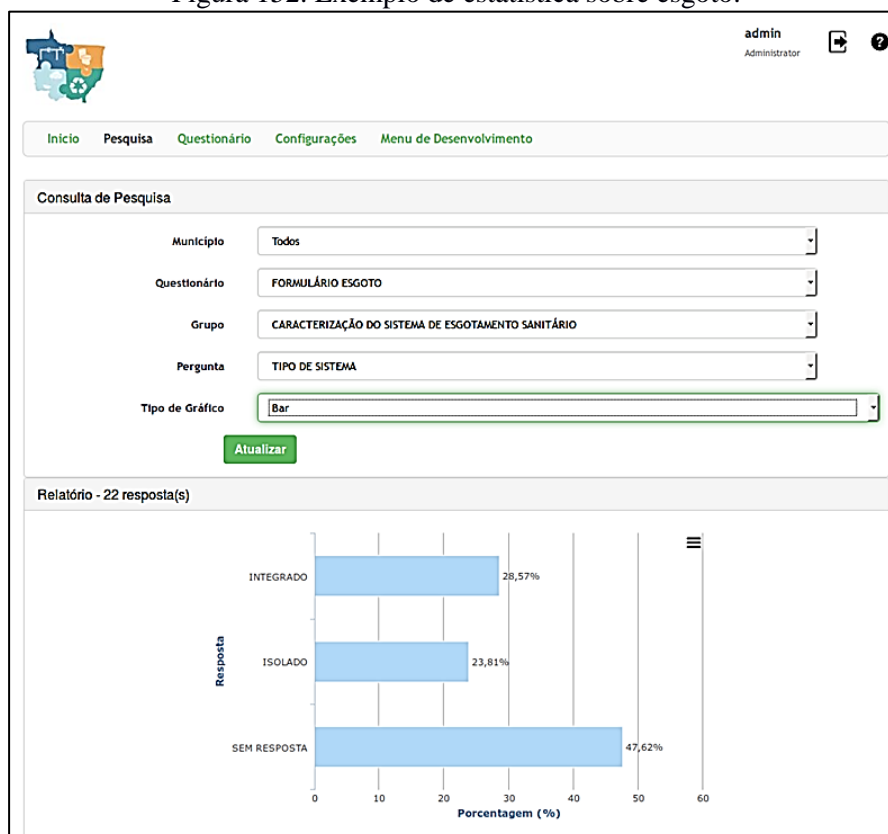 Figura 132. Exemplo de estatística sobre esgoto.
admin
Administrator
Início Pesquisa Questionário Configurações Menu de Desenvolvimento
Consulta de Pesquisa
Município Todos
Questionário FORMULÁRIO ESGOTO
Grupo CARACTERIZAÇÃO DO SISTEMA DE ESGOTAMENTO SANITÁRIO
Pergunta TIPO DE SISTEMA
Tipo de Gráfico Bar
Atualizar
Relatório - 22 resposta(s)
INTEGRADO 28,57%
ISOLADO 23,81%
SEM RESPOSTA 47,62%
Resposta
0 10 20 30 40 50 60
Porcentagem (%)